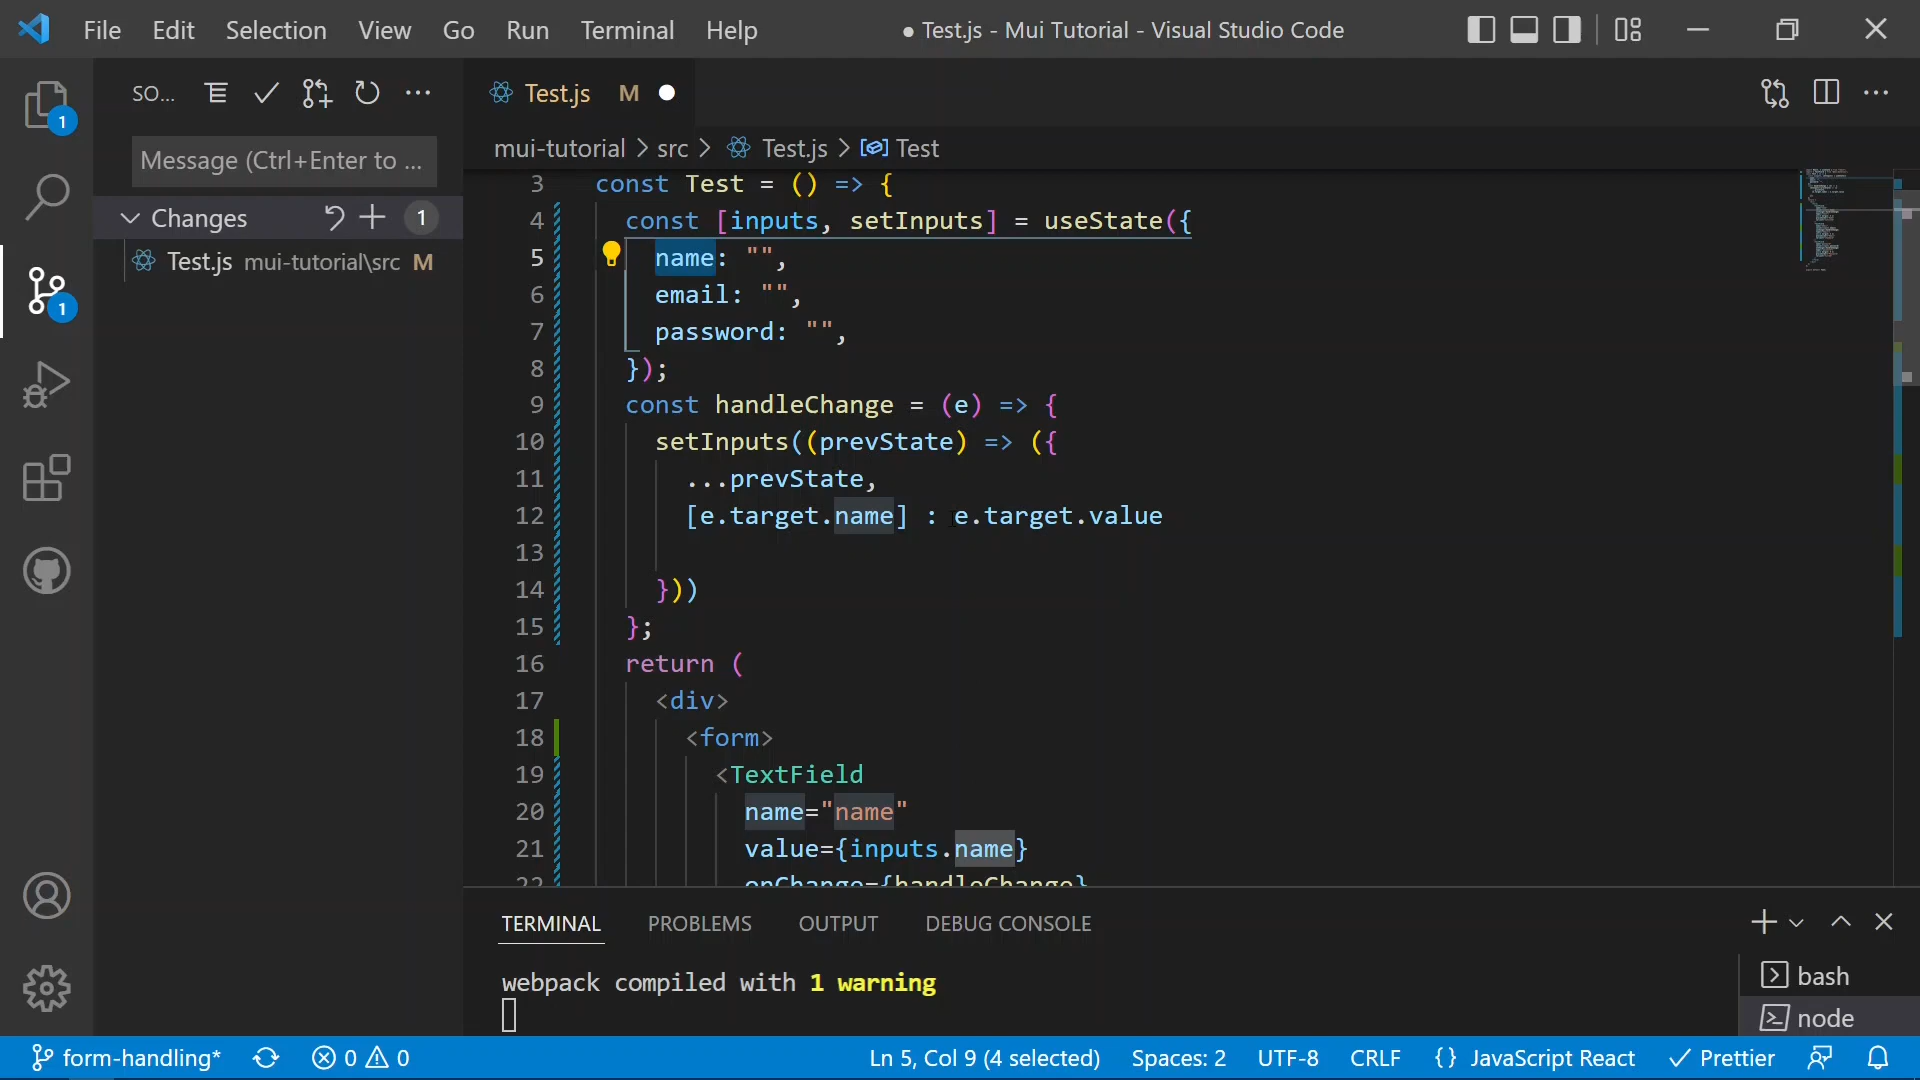 File Edit Selection View Go Run Terminal Help
● Test.js - Mui Tutorial - Visual Studio Code
SO...
Test.js M
1
Message (Ctrl+Enter to ...
mui-tutorial > src > Test.js > Test
Changes 1
Test.js mui-tutorial\src M
1
3 const Test = () => {
4 const [inputs, setInputs] = useState({
5 name: "",
6 email: "",
7 password: "",
8 });
9 const handleChange = (e) => {
10 setInputs((prevState) => ({
11 ...prevState,
12 [e.target.name] : e.target.value
13
14 }))
15 };
16 return (
17 <div>
18 <form>
19 <TextField
20 name="name"
21 value={inputs.name}
22 onChange={handleChange}
TERMINAL PROBLEMS OUTPUT DEBUG CONSOLE
webpack compiled with 1 warning
bash
node
form-handling* 0 0
Ln 5, Col 9 (4 selected) Spaces: 2 UTF-8 CRLF {} JavaScript React Prettier